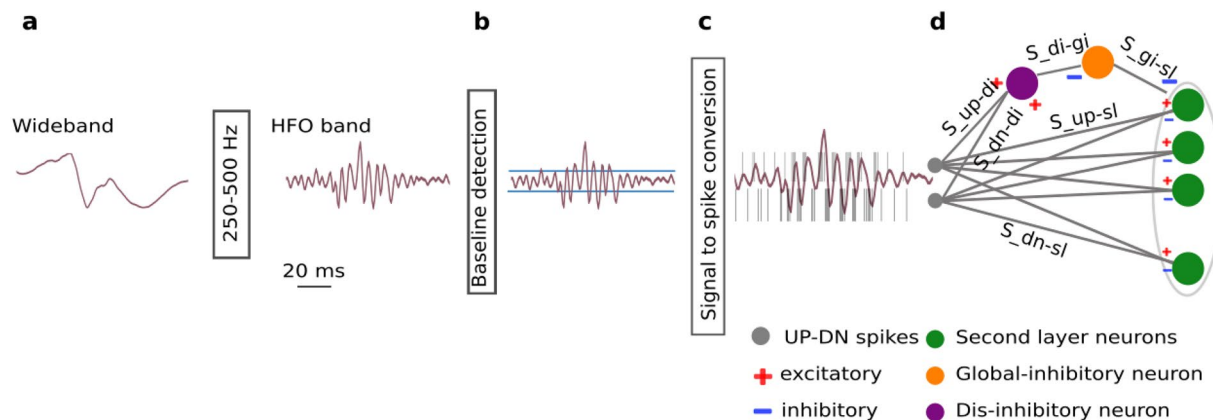 a
b
c
d
Wideband
250-500 Hz
HFO band
20 ms
Baseline detection
Signal to spike conversion
S_up-di
S_dn-di
S_di-gi
S_gi-sl
S_up-sl
S_dn-sl
UP-DN spikes
excitatory
inhibitory
Second layer neurons
Global-inhibitory neuron
Dis-inhibitory neuron